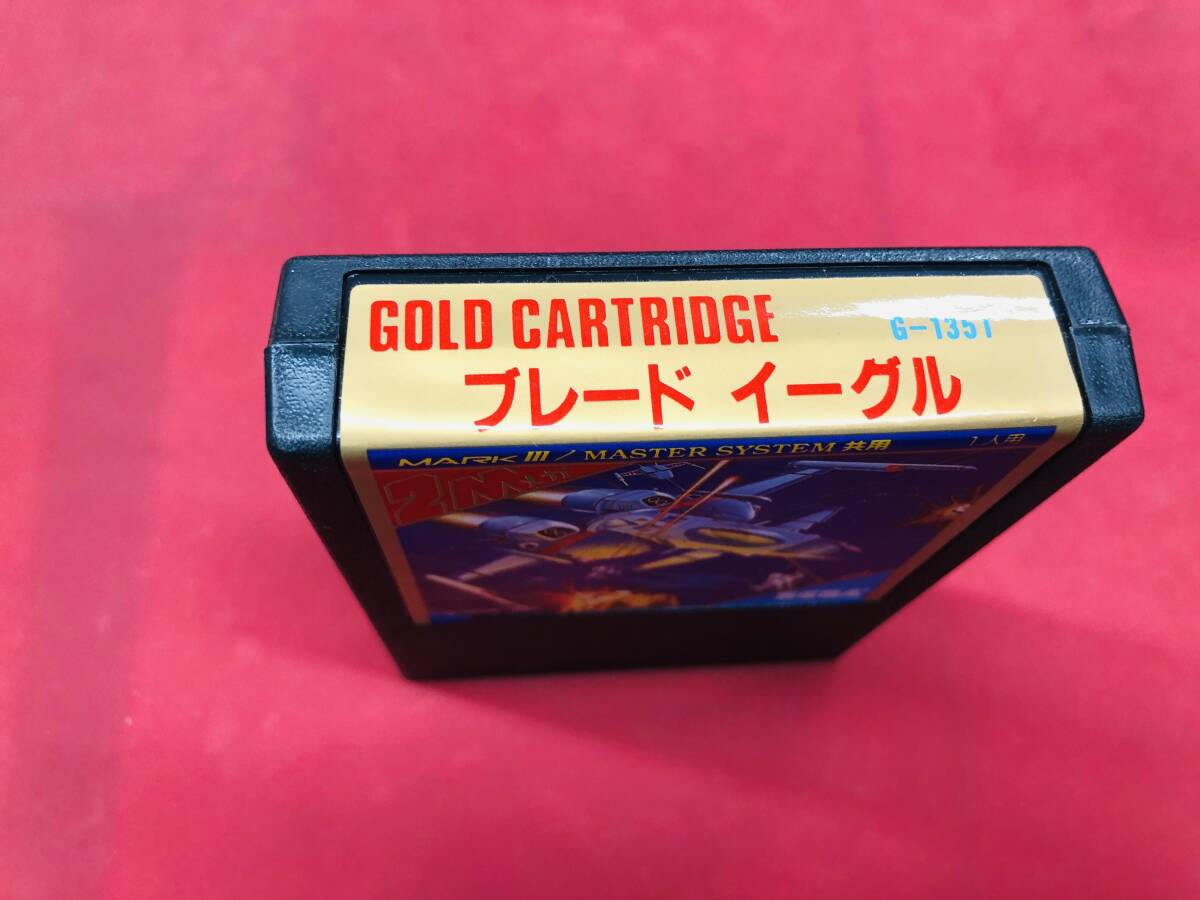 GOLD CARTRIDGE
G-1351
ブレード イーグル
MARK III / MASTER SYSTEM 共用
1人用
2Mガ
SEGA